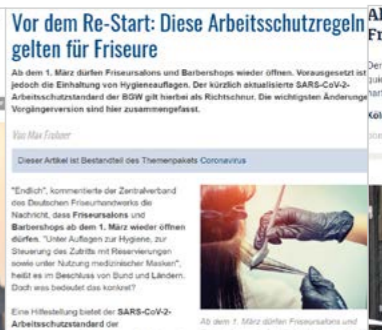 Vor dem Re-Start: Diese Arbeitsschutzregeln
gelten für Friseure
Ab dem 1. März dürfen Friseursalons und Barbershops wieder öffnen. Vorausgesetzt ist
jedoch die Einhaltung von Hygieneauflagen. Der kürzlich aktualisierte SARS-CoV-2-
Arbeitsschutzstandard der BGW gilt hierbei als Richtschnur. Die wichtigsten Änderunge
Vorgängerversion sind hier zusammengefasst.
Von Max
Dieser Artikel ist Bestandteil des Themenpakets Coronavirus
"Endlich", kommentierte der Zentralverband
des Deutschen Friseurhandwerks die
Nachricht, dass Friseursalons und
Barbershops ab dem 1. März wieder öffnen
dürfen. "Unter Auflagen zur Hygiene, zur
Steuerung des Zutritts mit Reservierungen
sowie unter Nutzung medizinischer Masken",
heißt es im Beschluss von Bund und Ländern.
Doch was bedeutet das konkret?
Eine Hilfestellung bietet der SARS-CoV-2-
Arbeitsschutzstandard der
Ab dem 1. März dürfen Friseursalons und
Al
Fr
Der
Köl